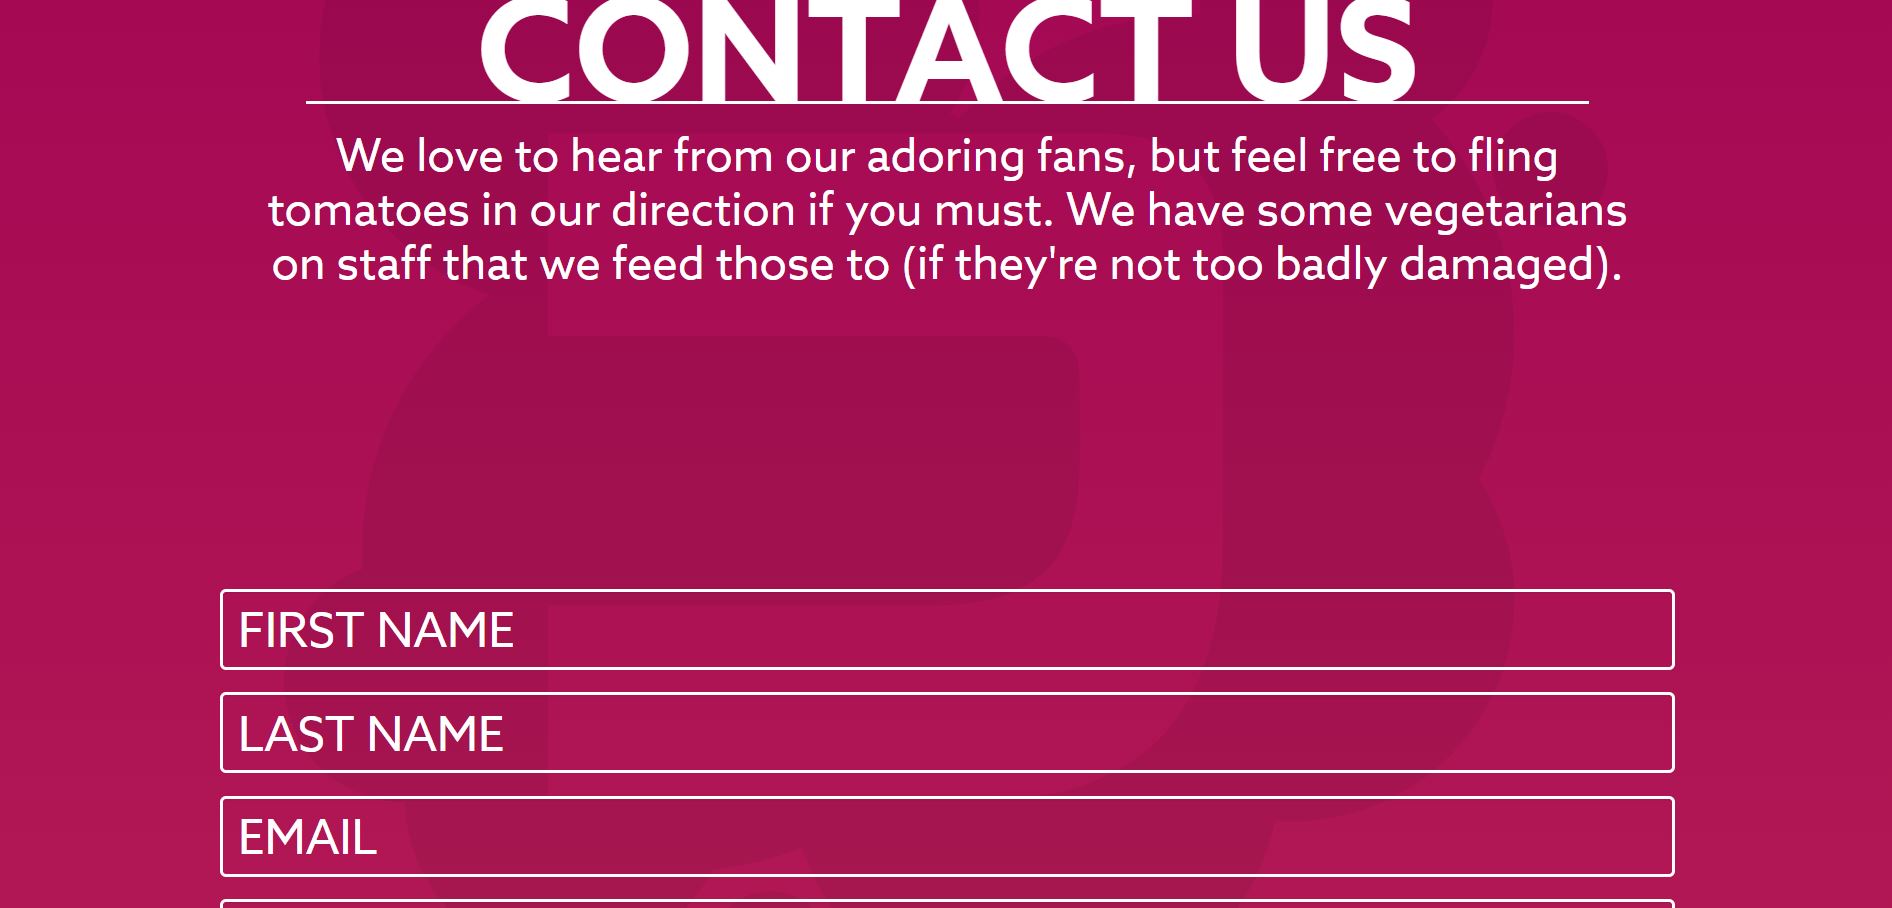 CONTACT US
We love to hear from our adoring fans, but feel free to fling
tomatoes in our direction if you must. We have some vegetarians
on staff that we feed those to (if they're not too badly damaged).
FIRST NAME
LAST NAME
EMAIL